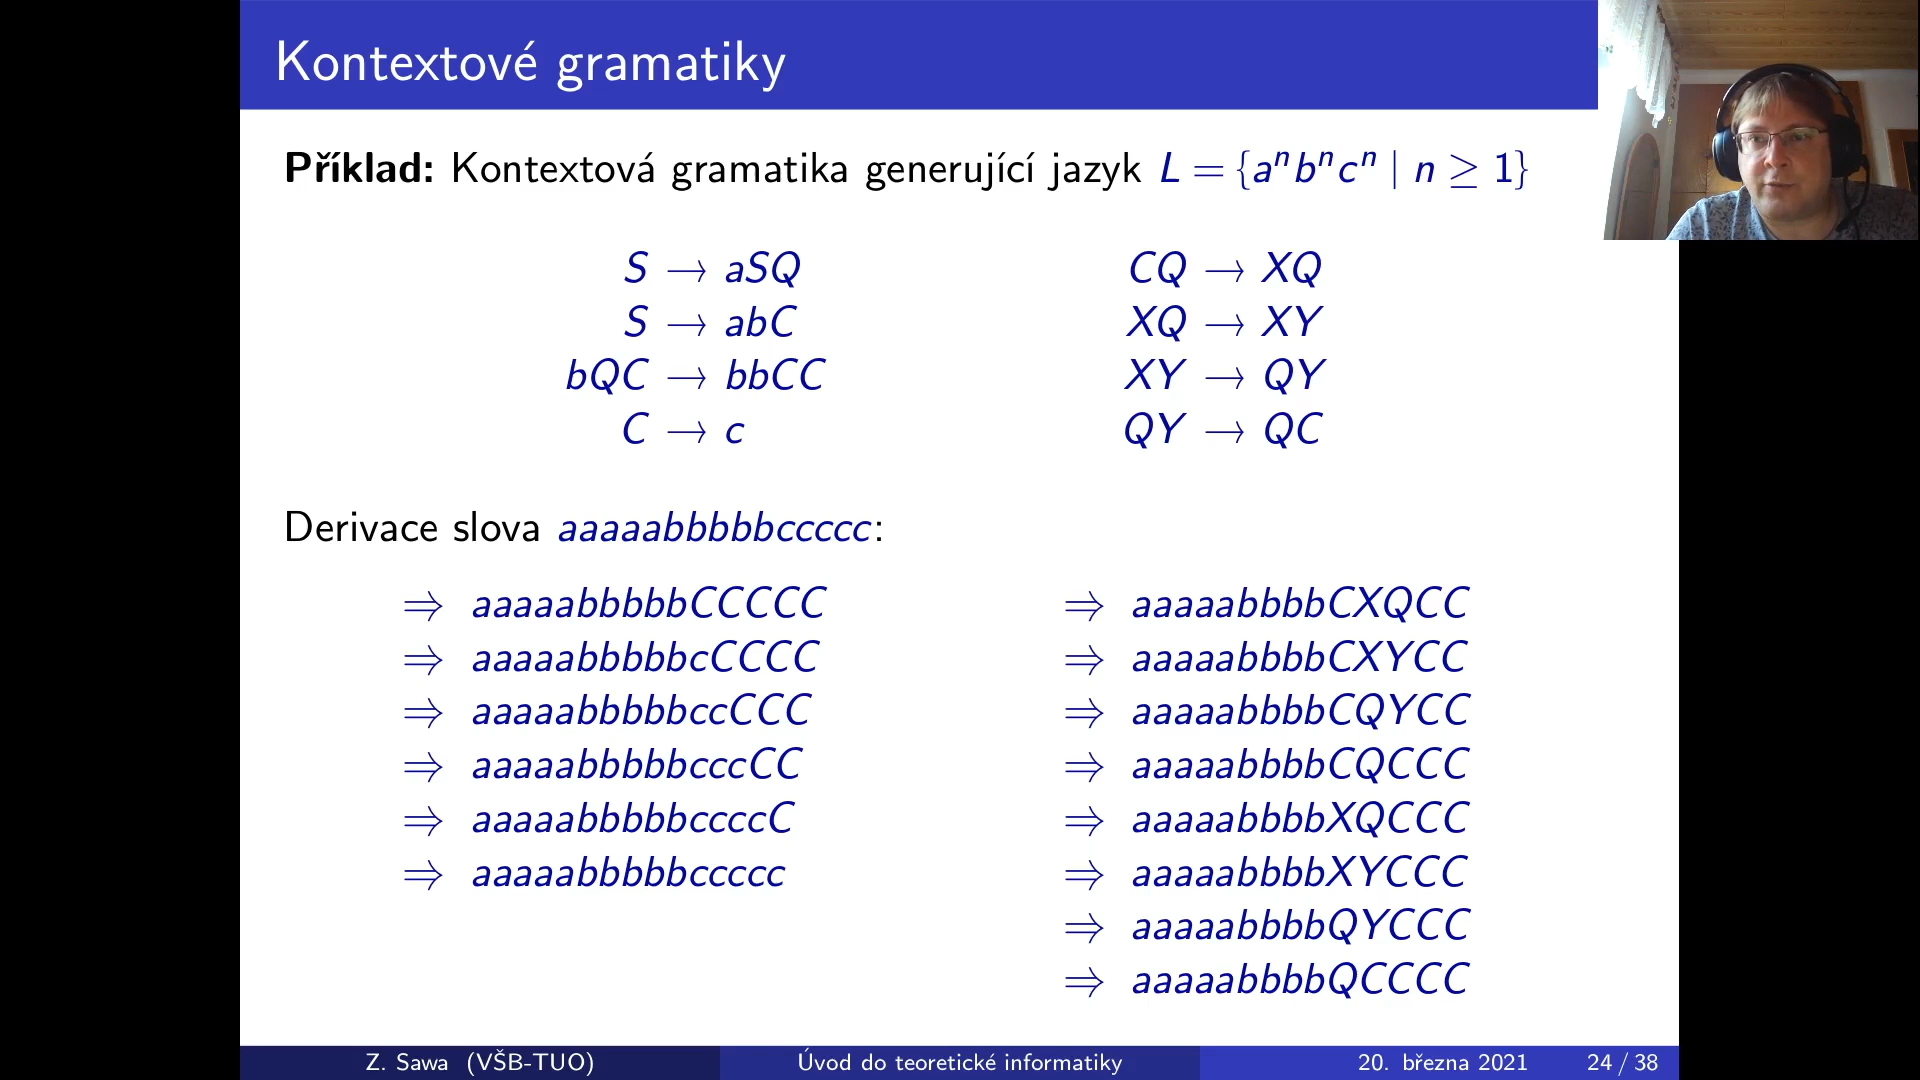 Kontextové gramatiky
Příklad: Kontextová gramatika generující jazyk L = {aⁿbⁿcⁿ | n ≥ 1}
S → aSQ
S → abC
bQC → bbCC
C → c
CQ → XQ
XQ → XY
XY → QY
QY → QC
Derivace slova aaaaabbbbbccccc:
⇒ aaaaabbbbbCCCCC
⇒ aaaaabbbbbcCCCC
⇒ aaaaabbbbbccCCC
⇒ aaaaabbbbbcccCC
⇒ aaaaabbbbbccccC
⇒ aaaaabbbbbccccc
⇒ aaaaabbbbCXQCC
⇒ aaaaabbbbCXYCC
⇒ aaaaabbbbCQYCC
⇒ aaaaabbbbCQCCC
⇒ aaaaabbbbXQCCC
⇒ aaaaabbbbXYCCC
⇒ aaaaabbbbQYCCC
⇒ aaaaabbbbQCCCC
Z. Sawa (VŠB-TUO) Úvod do teoretické informatiky 20. března 2021 24 / 38